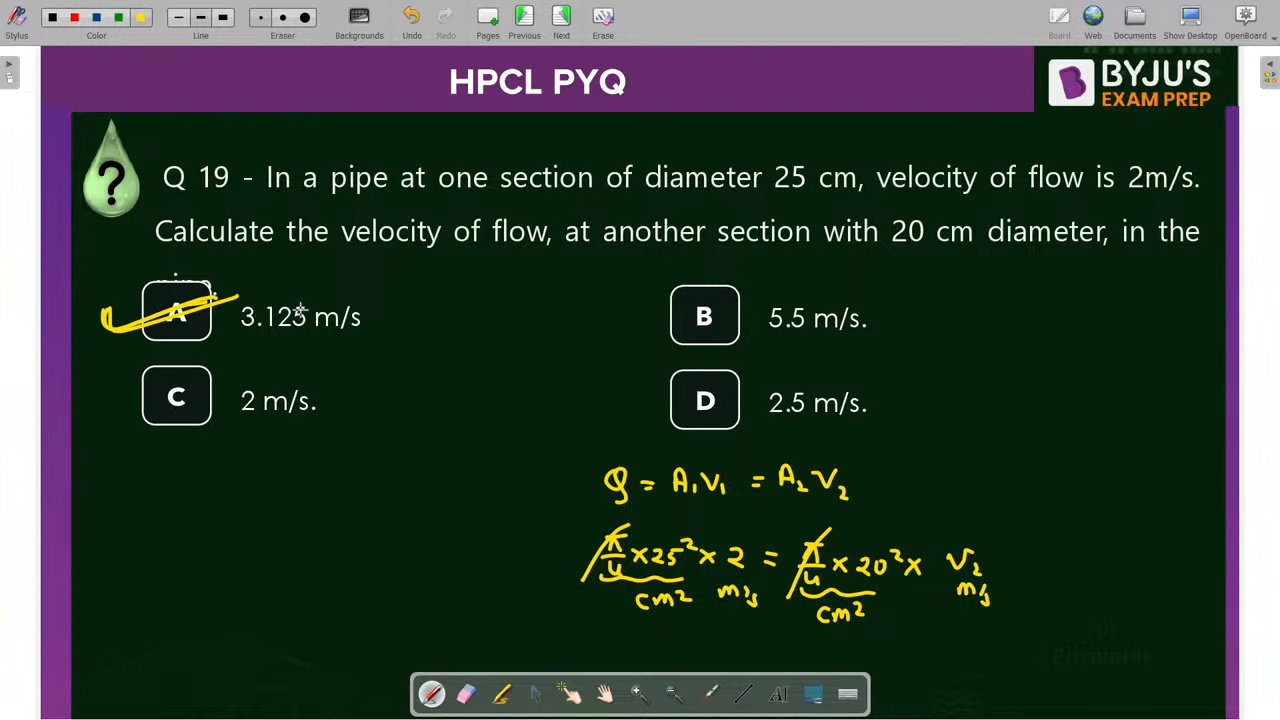 Stylus
Color
Line
Eraser
Backgrounds
Undo
Redo
Pages
Previous
Next
Erase
Board
Web
Documents
Show Desktop
OpenBoard
HPCL PYQ
BYJU'S
EXAM PREP
?
Q 19 - In a pipe at one section of diameter 25 cm, velocity of flow is 2m/s.
Calculate the velocity of flow, at another section with 20 cm diameter, in the
A 3.125 m/s
B 5.5 m/s.
C 2 m/s.
D 2.5 m/s.
Q = A₁V₁ = A₂V₂
π/4 × 25² × 2 = π/4 × 20² × V₂
cm² m/s cm² m/s
AI